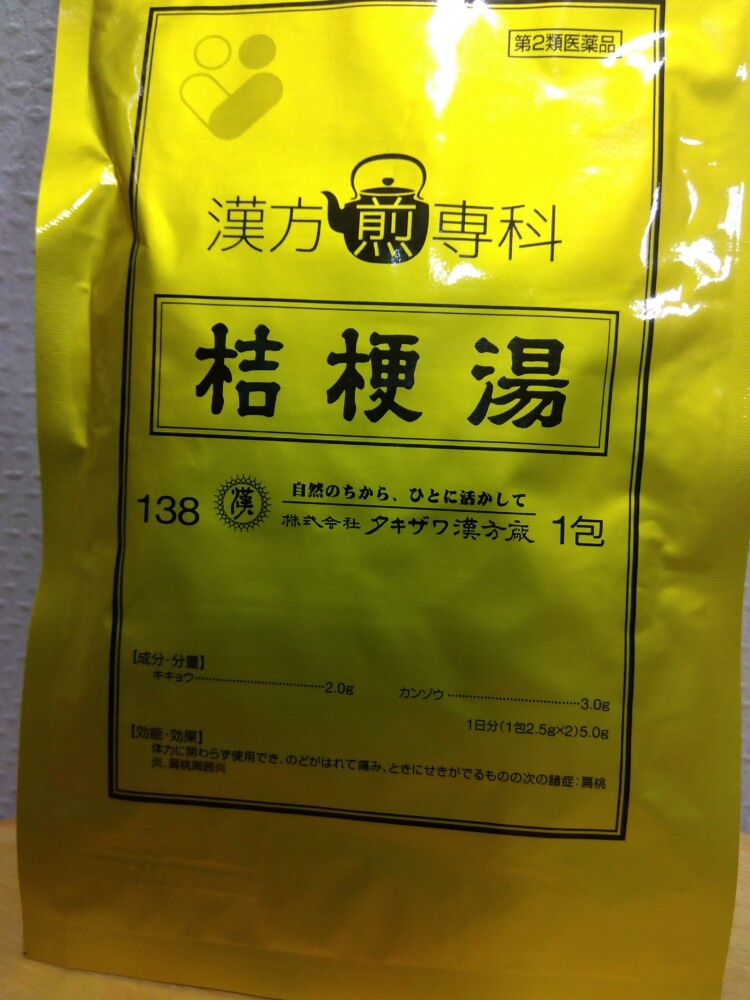 第2類医薬品
漢方煎専科
桔梗湯
138 漢 自然のちから、ひとに活かして
株式会社 タキザワ漢方廠 1包
【成分・分量】
キキョウ……………………2.0g カンゾウ……………………3.0g
1日分(1包2.5g×2)5.0g
【効能・効果】
体力に関わらず使用でき、のどがはれて痛み、ときにせきがでるものの次の諸症：扁桃
炎、扁桃周囲炎